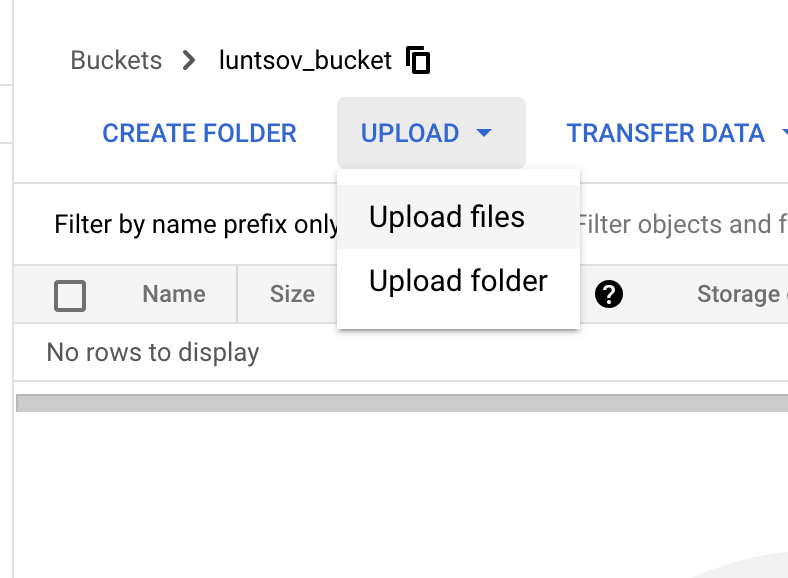 Buckets > luntsov_bucket
CREATE FOLDER UPLOAD TRANSFER DATA
Filter by name prefix only Filter objects and f
Upload files
Upload folder
Name Size ? Storage
No rows to display